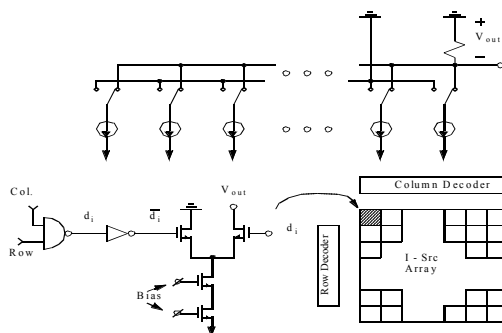 +
V out
−
Col.
Row
d i
d i
V out
d i
Bias
Column Decoder
Row Decoder
I - Src
Array